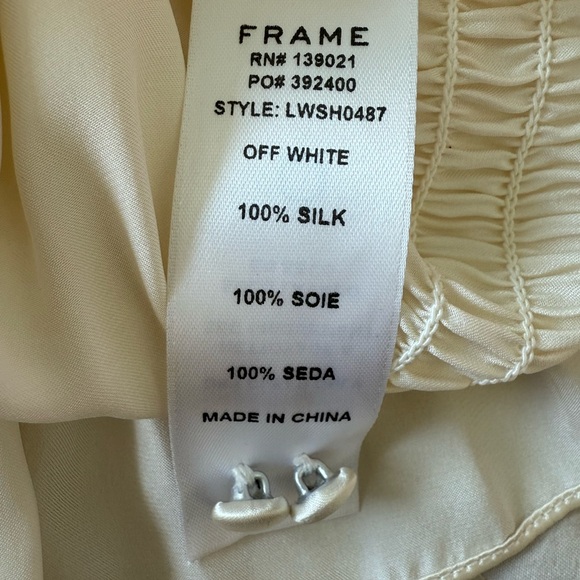 FRAME
RN# 139021
PO# 392400
STYLE: LWSH0487
OFF WHITE
100% SILK
100% SOIE
100% SEDA
MADE IN CHINA